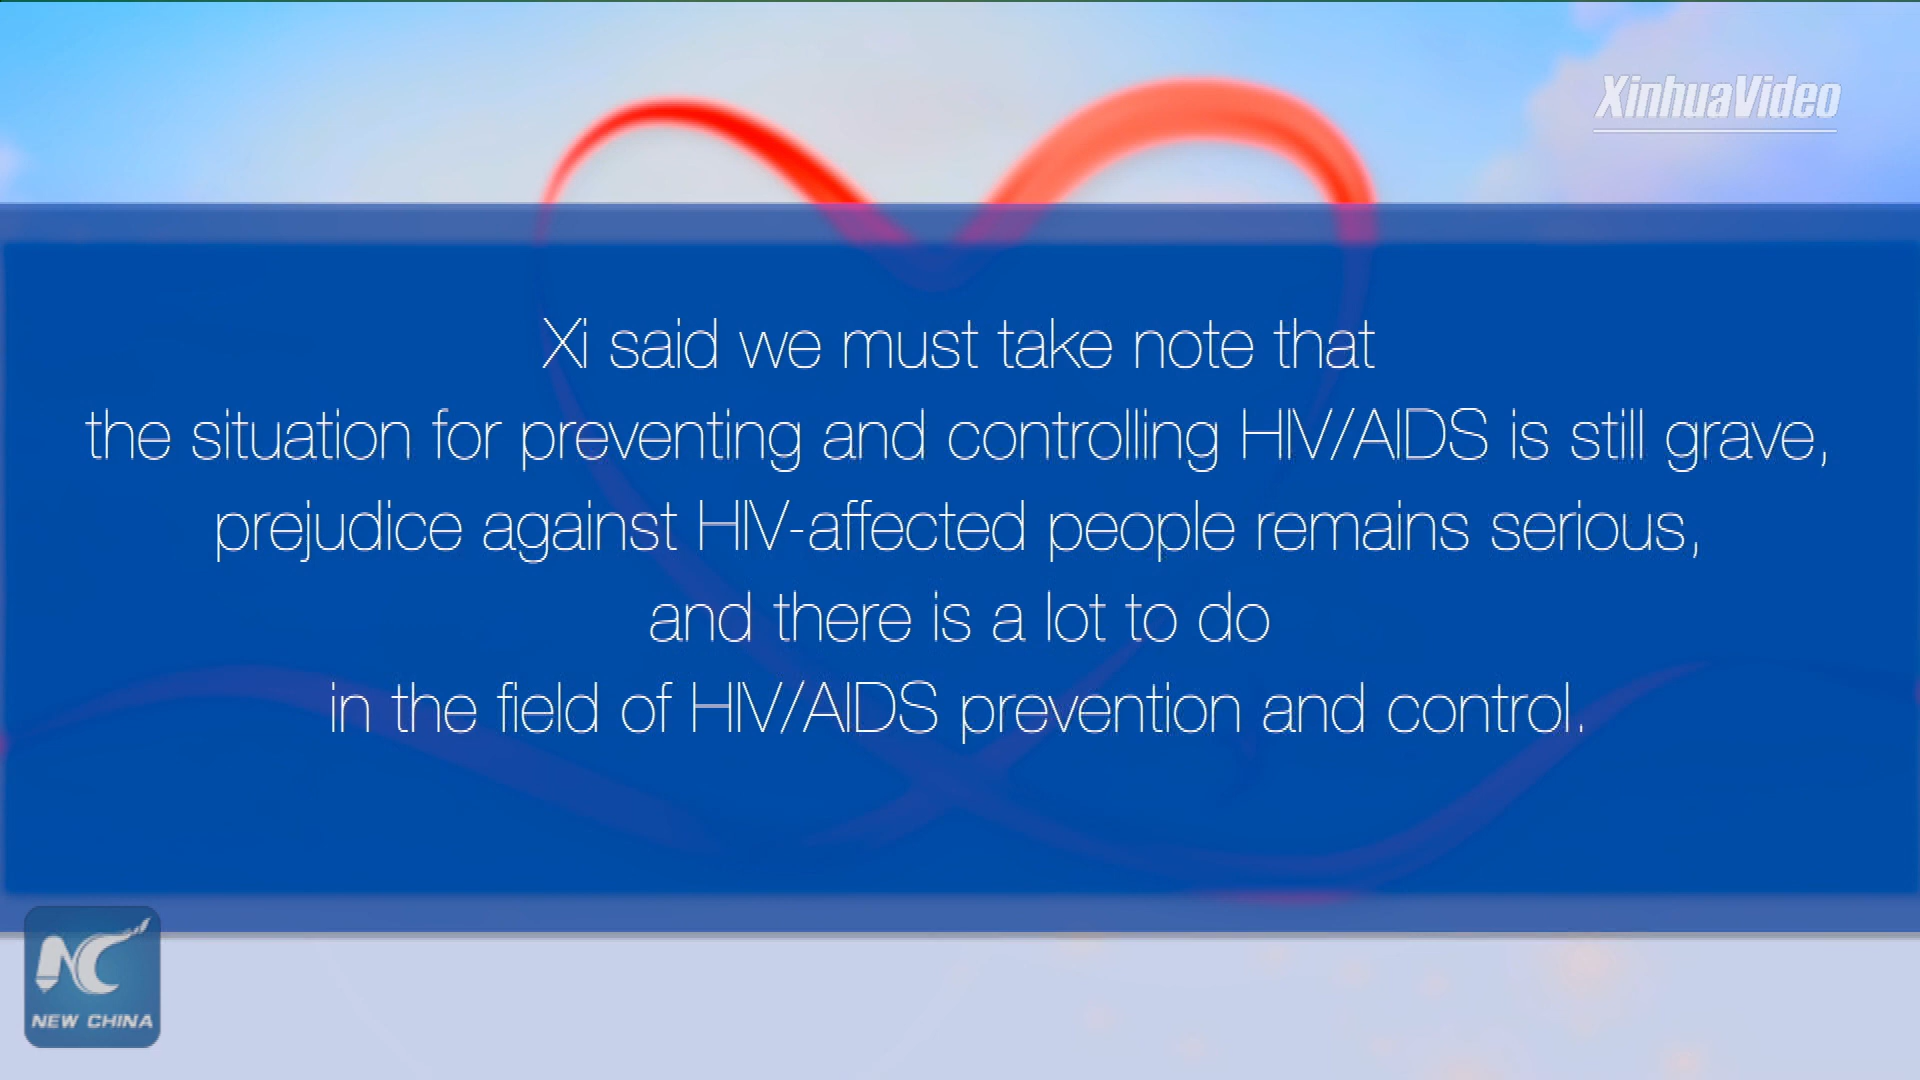 XinhuaVideo
Xi said we must take note that
the situation for preventing and controlling HIV/AIDS is still grave,
prejudice against HIV-affected people remains serious,
and there is a lot to do
in the field of HIV/AIDS prevention and control.
NC
NEW CHINA